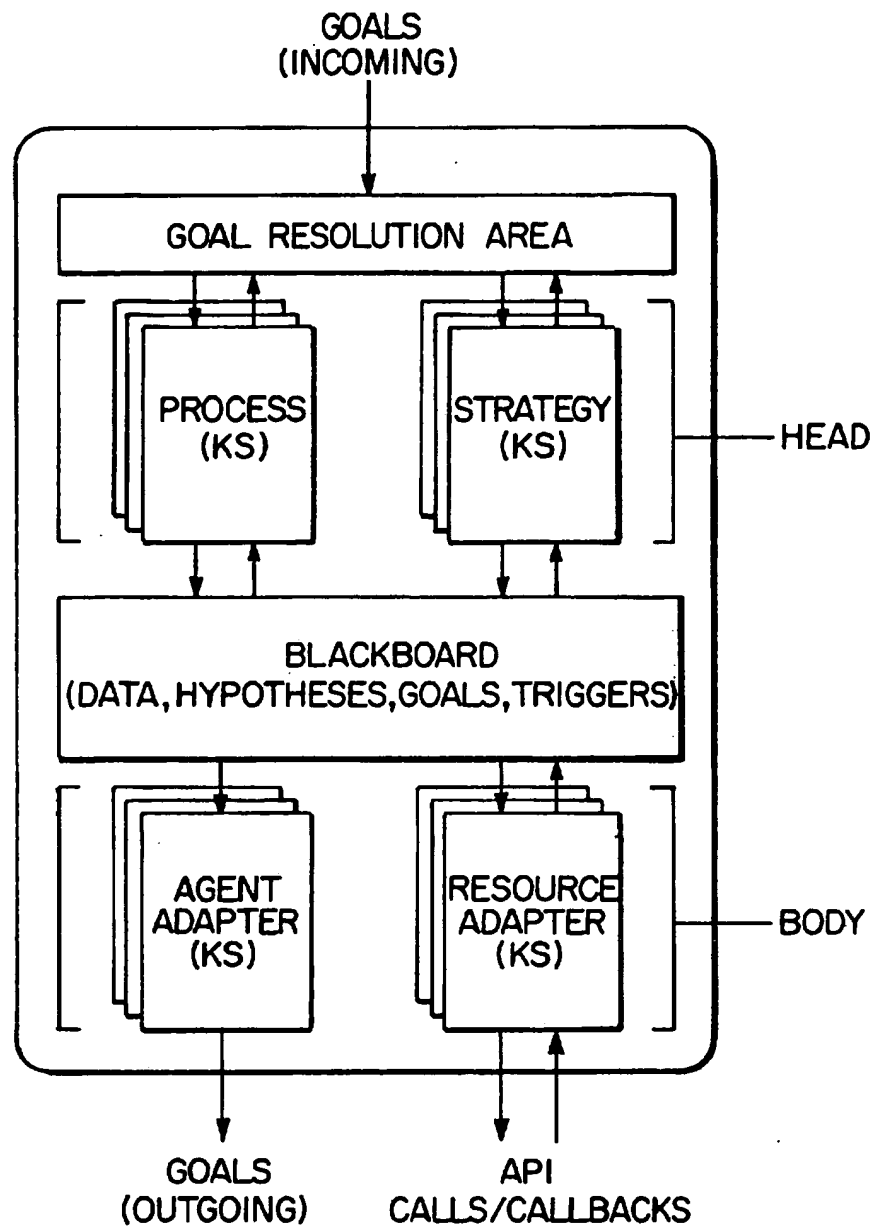 GOALS
(INCOMING)
GOAL RESOLUTION AREA
PROCESS
(KS)
STRATEGY
(KS)
HEAD
BLACKBOARD
(DATA, HYPOTHESES, GOALS, TRIGGERS)
AGENT
ADAPTER
(KS)
RESOURCE
ADAPTER
(KS)
BODY
GOALS
(OUTGOING)
API
CALLS/CALLBACKS